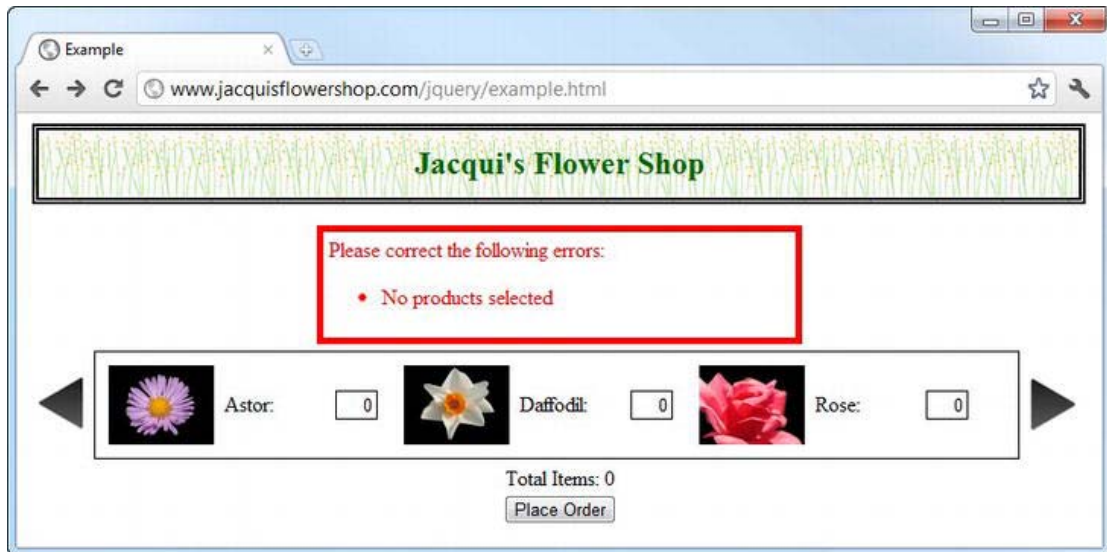 Example
www.jacquisflowershop.com/jquery/example.html
Jacqui's Flower Shop
Please correct the following errors:
• No products selected
Astor: 0 Daffodil: 0 Rose: 0
Total Items: 0
Place Order